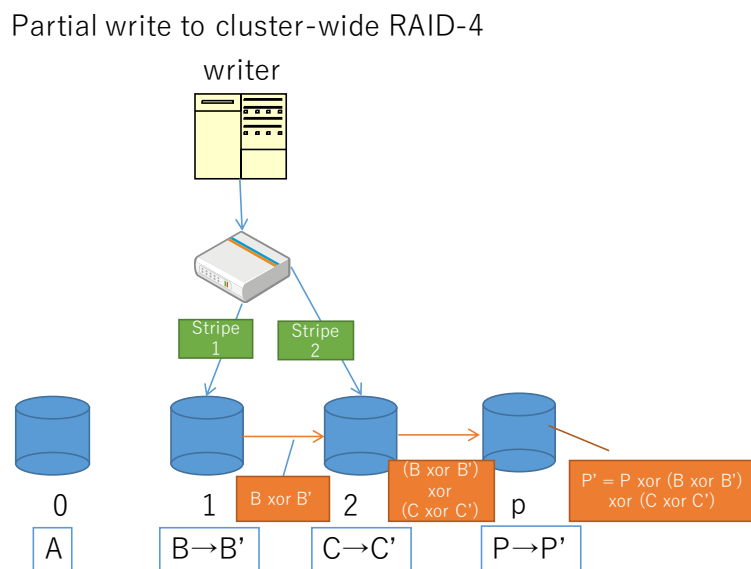 Partial write to cluster-wide RAID-4
writer
Stripe
1
Stripe
2
B xor B'
(B xor B')
xor
(C xor C')
P' = P xor (B xor B')
xor (C xor C')
0
1
2
p
A
B→B'
C→C'
P→P'